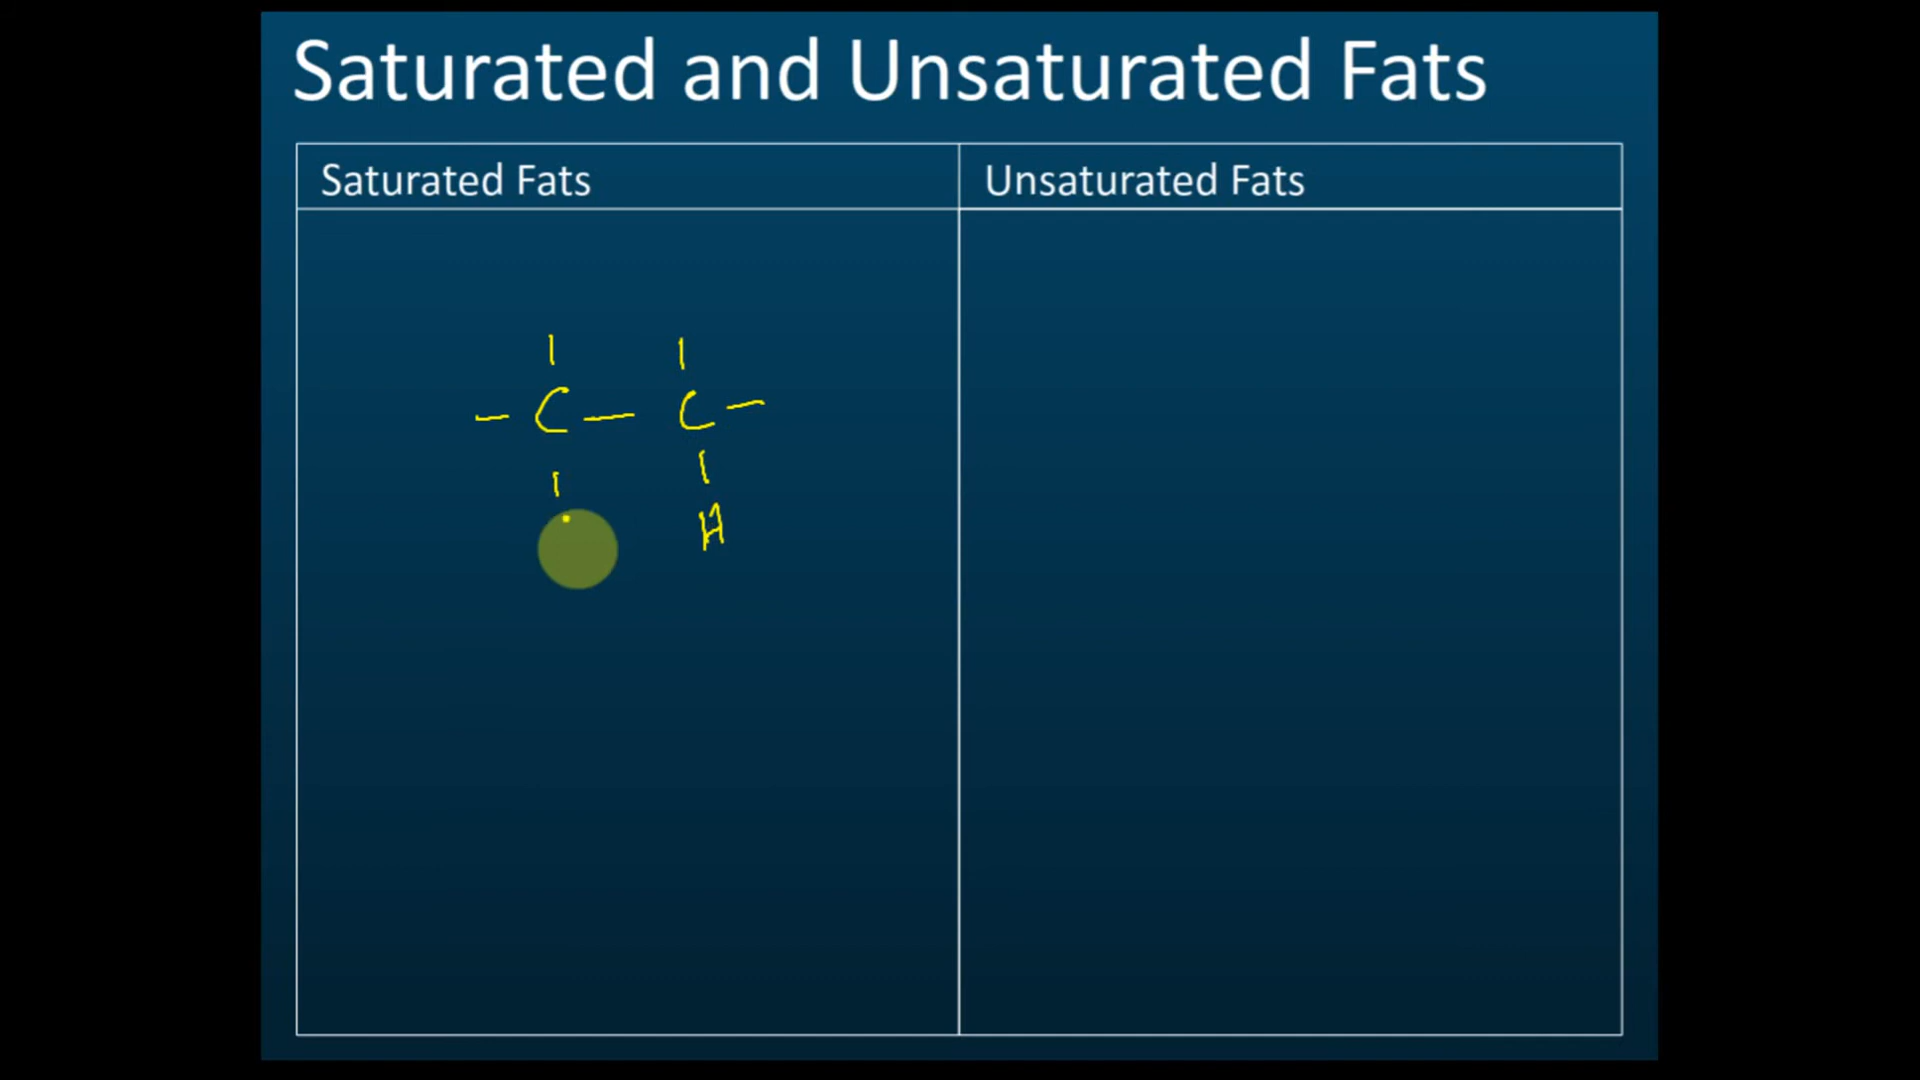 Saturated and Unsaturated Fats
Saturated Fats
Unsaturated Fats
– C – C –
H